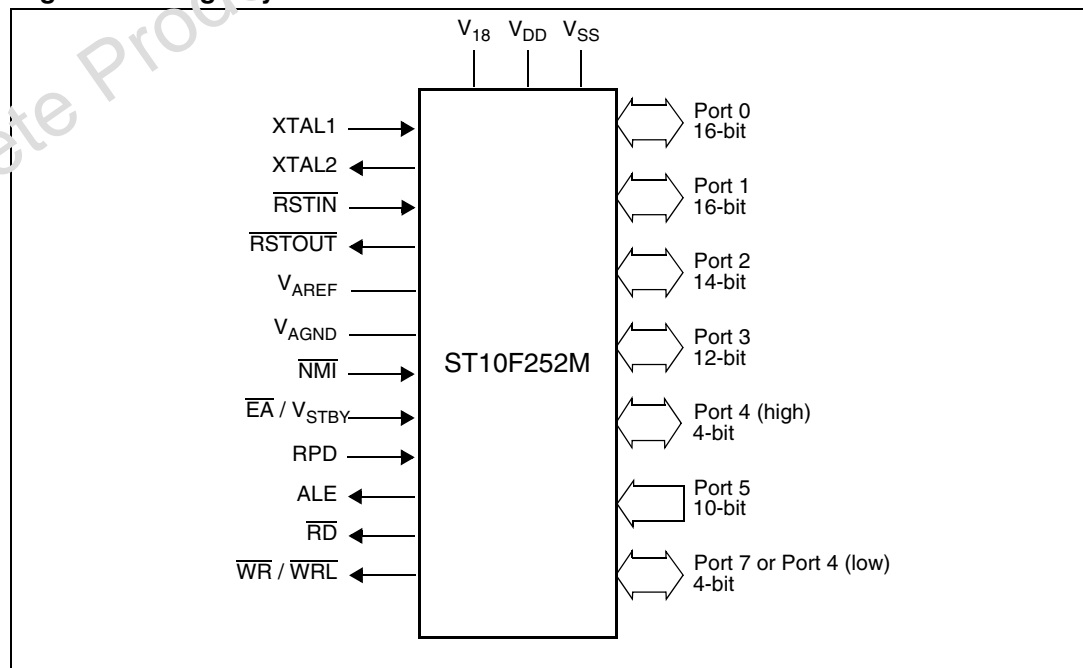 V18 VDD VSS
XTAL1
XTAL2
RSTIN
RSTOUT
VAREF
VAGND
NMI
EA / VSTBY
RPD
ALE
RD
WR / WRL
ST10F252M
Port 0
16-bit
Port 1
16-bit
Port 2
14-bit
Port 3
12-bit
Port 4 (high)
4-bit
Port 5
10-bit
Port 7 or Port 4 (low)
4-bit